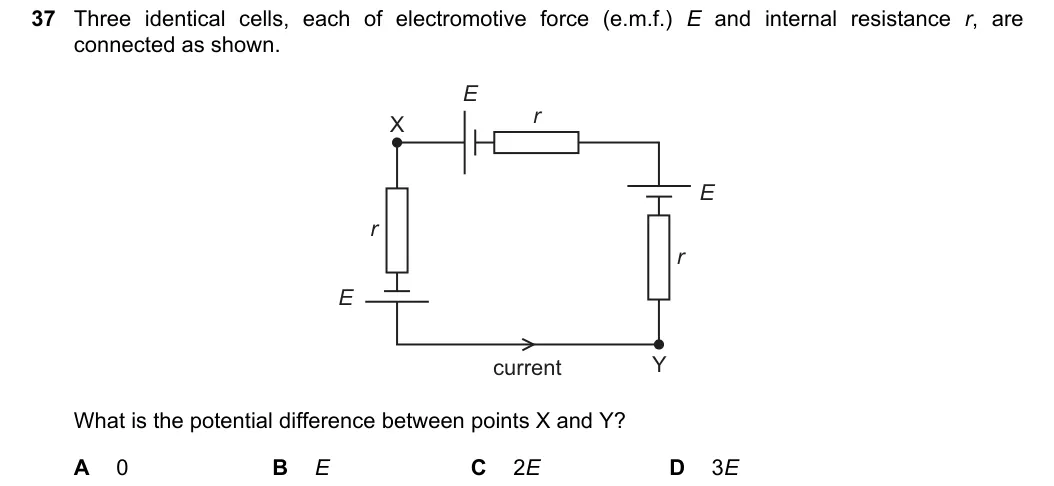 37 Three identical cells, each of electromotive force (e.m.f.) E and internal resistance r, are
connected as shown.
E
r
X
E
r
r
E
current
Y
What is the potential difference between points X and Y?
A 0 B E C 2E D 3E